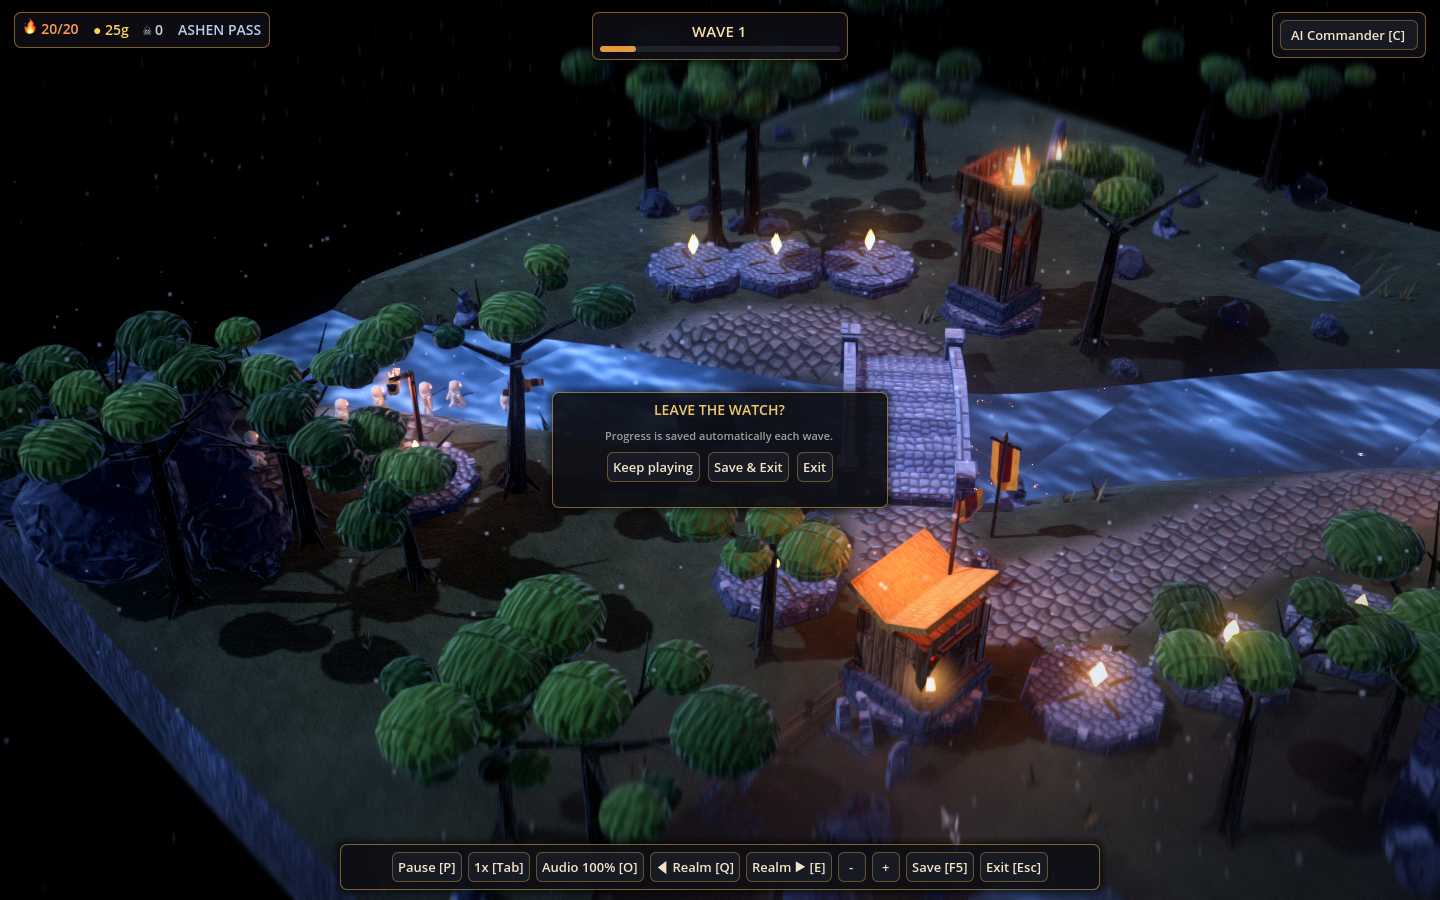 20/20 25g 0 ASHEN PASS
WAVE 1
AI Commander [C]
LEAVE THE WATCH?
Progress is saved automatically each wave.
Keep playing Save & Exit Exit
Pause [P] 1x [Tab] Audio 100% [O] ◀ Realm [Q] Realm ▶ [E] - + Save [F5] Exit [Esc]